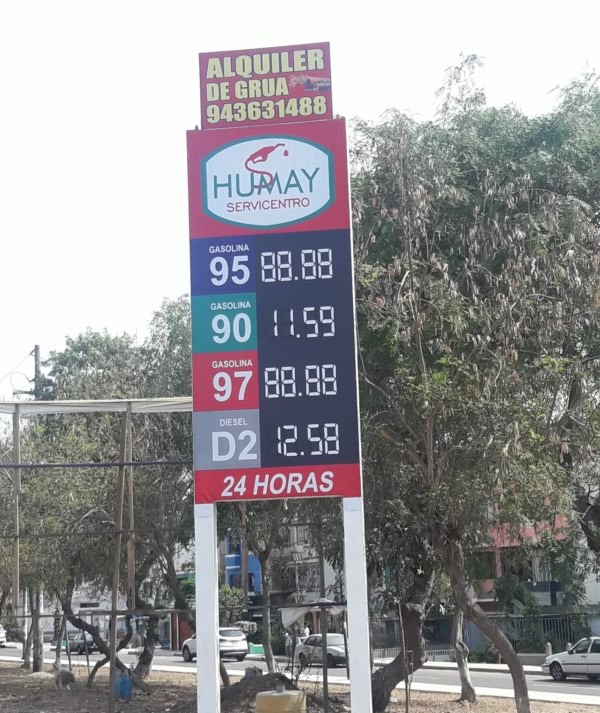 ALQUILER
DE GRUA
943631488
HUMAY
SERVICENTRO
GASOLINA
95 88.88
GASOLINA
90 11.59
GASOLINA
97 88.88
DIESEL
D2 12.58
24 HORAS